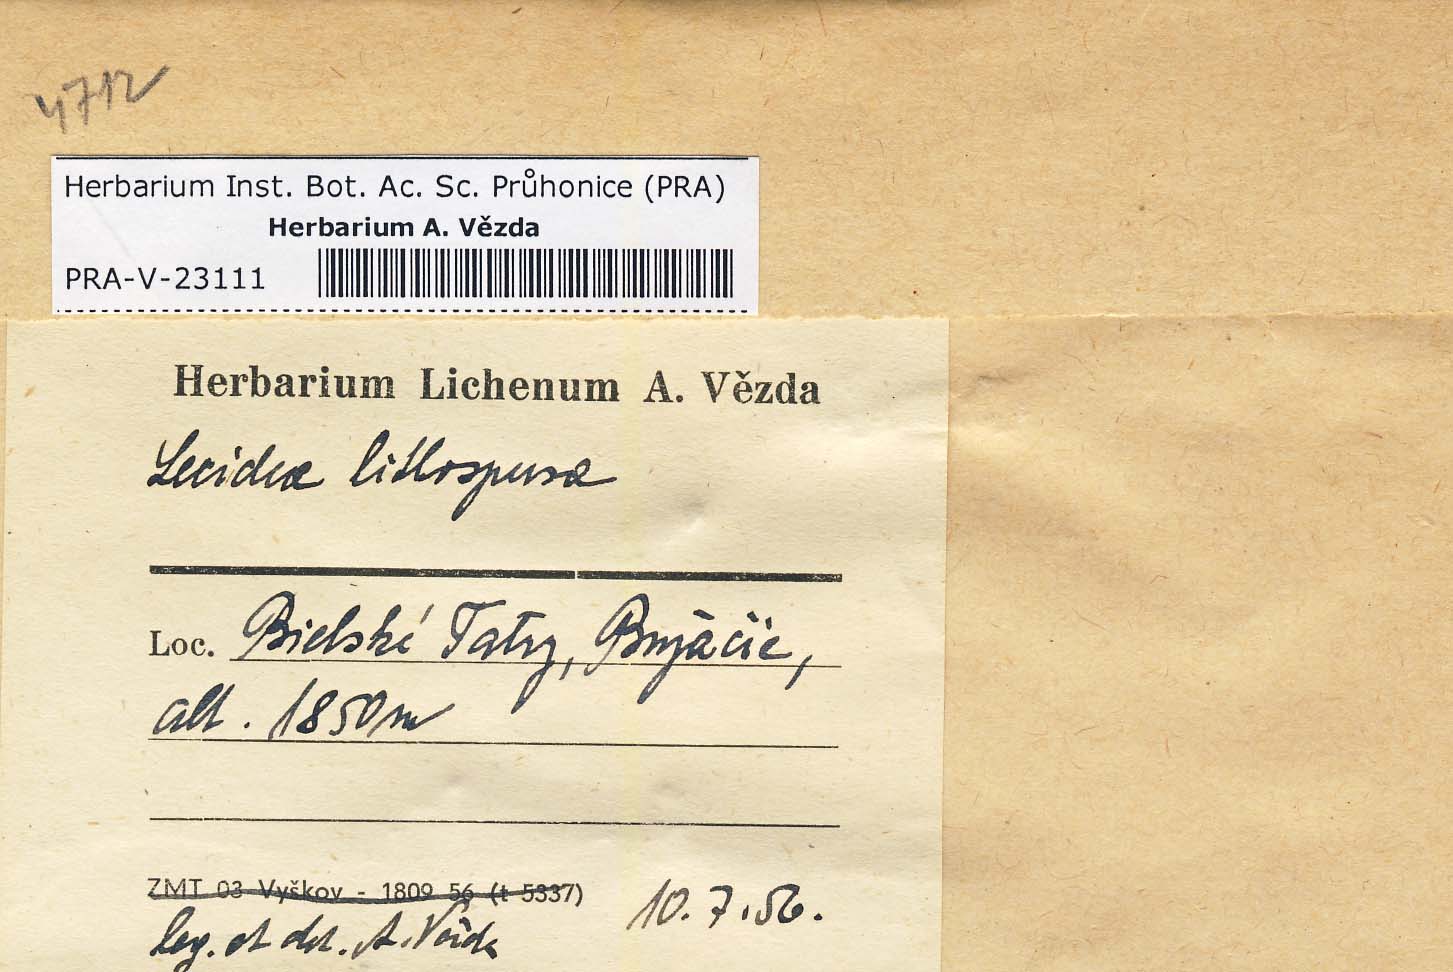 4712
Herbarium Inst. Bot. Ac. Sc. Průhonice (PRA)
Herbarium A. Vězda
PRA-V-23111
Herbarium Lichenum A. Vězda
Lecidea lithospersa
Loc. Bielské Tatry, Bujačie,
alt. 1850 m
ZMT 03 Vyškov - 1809 56 (t 5337)
leg. et det. A. Vězda
10.7.56.